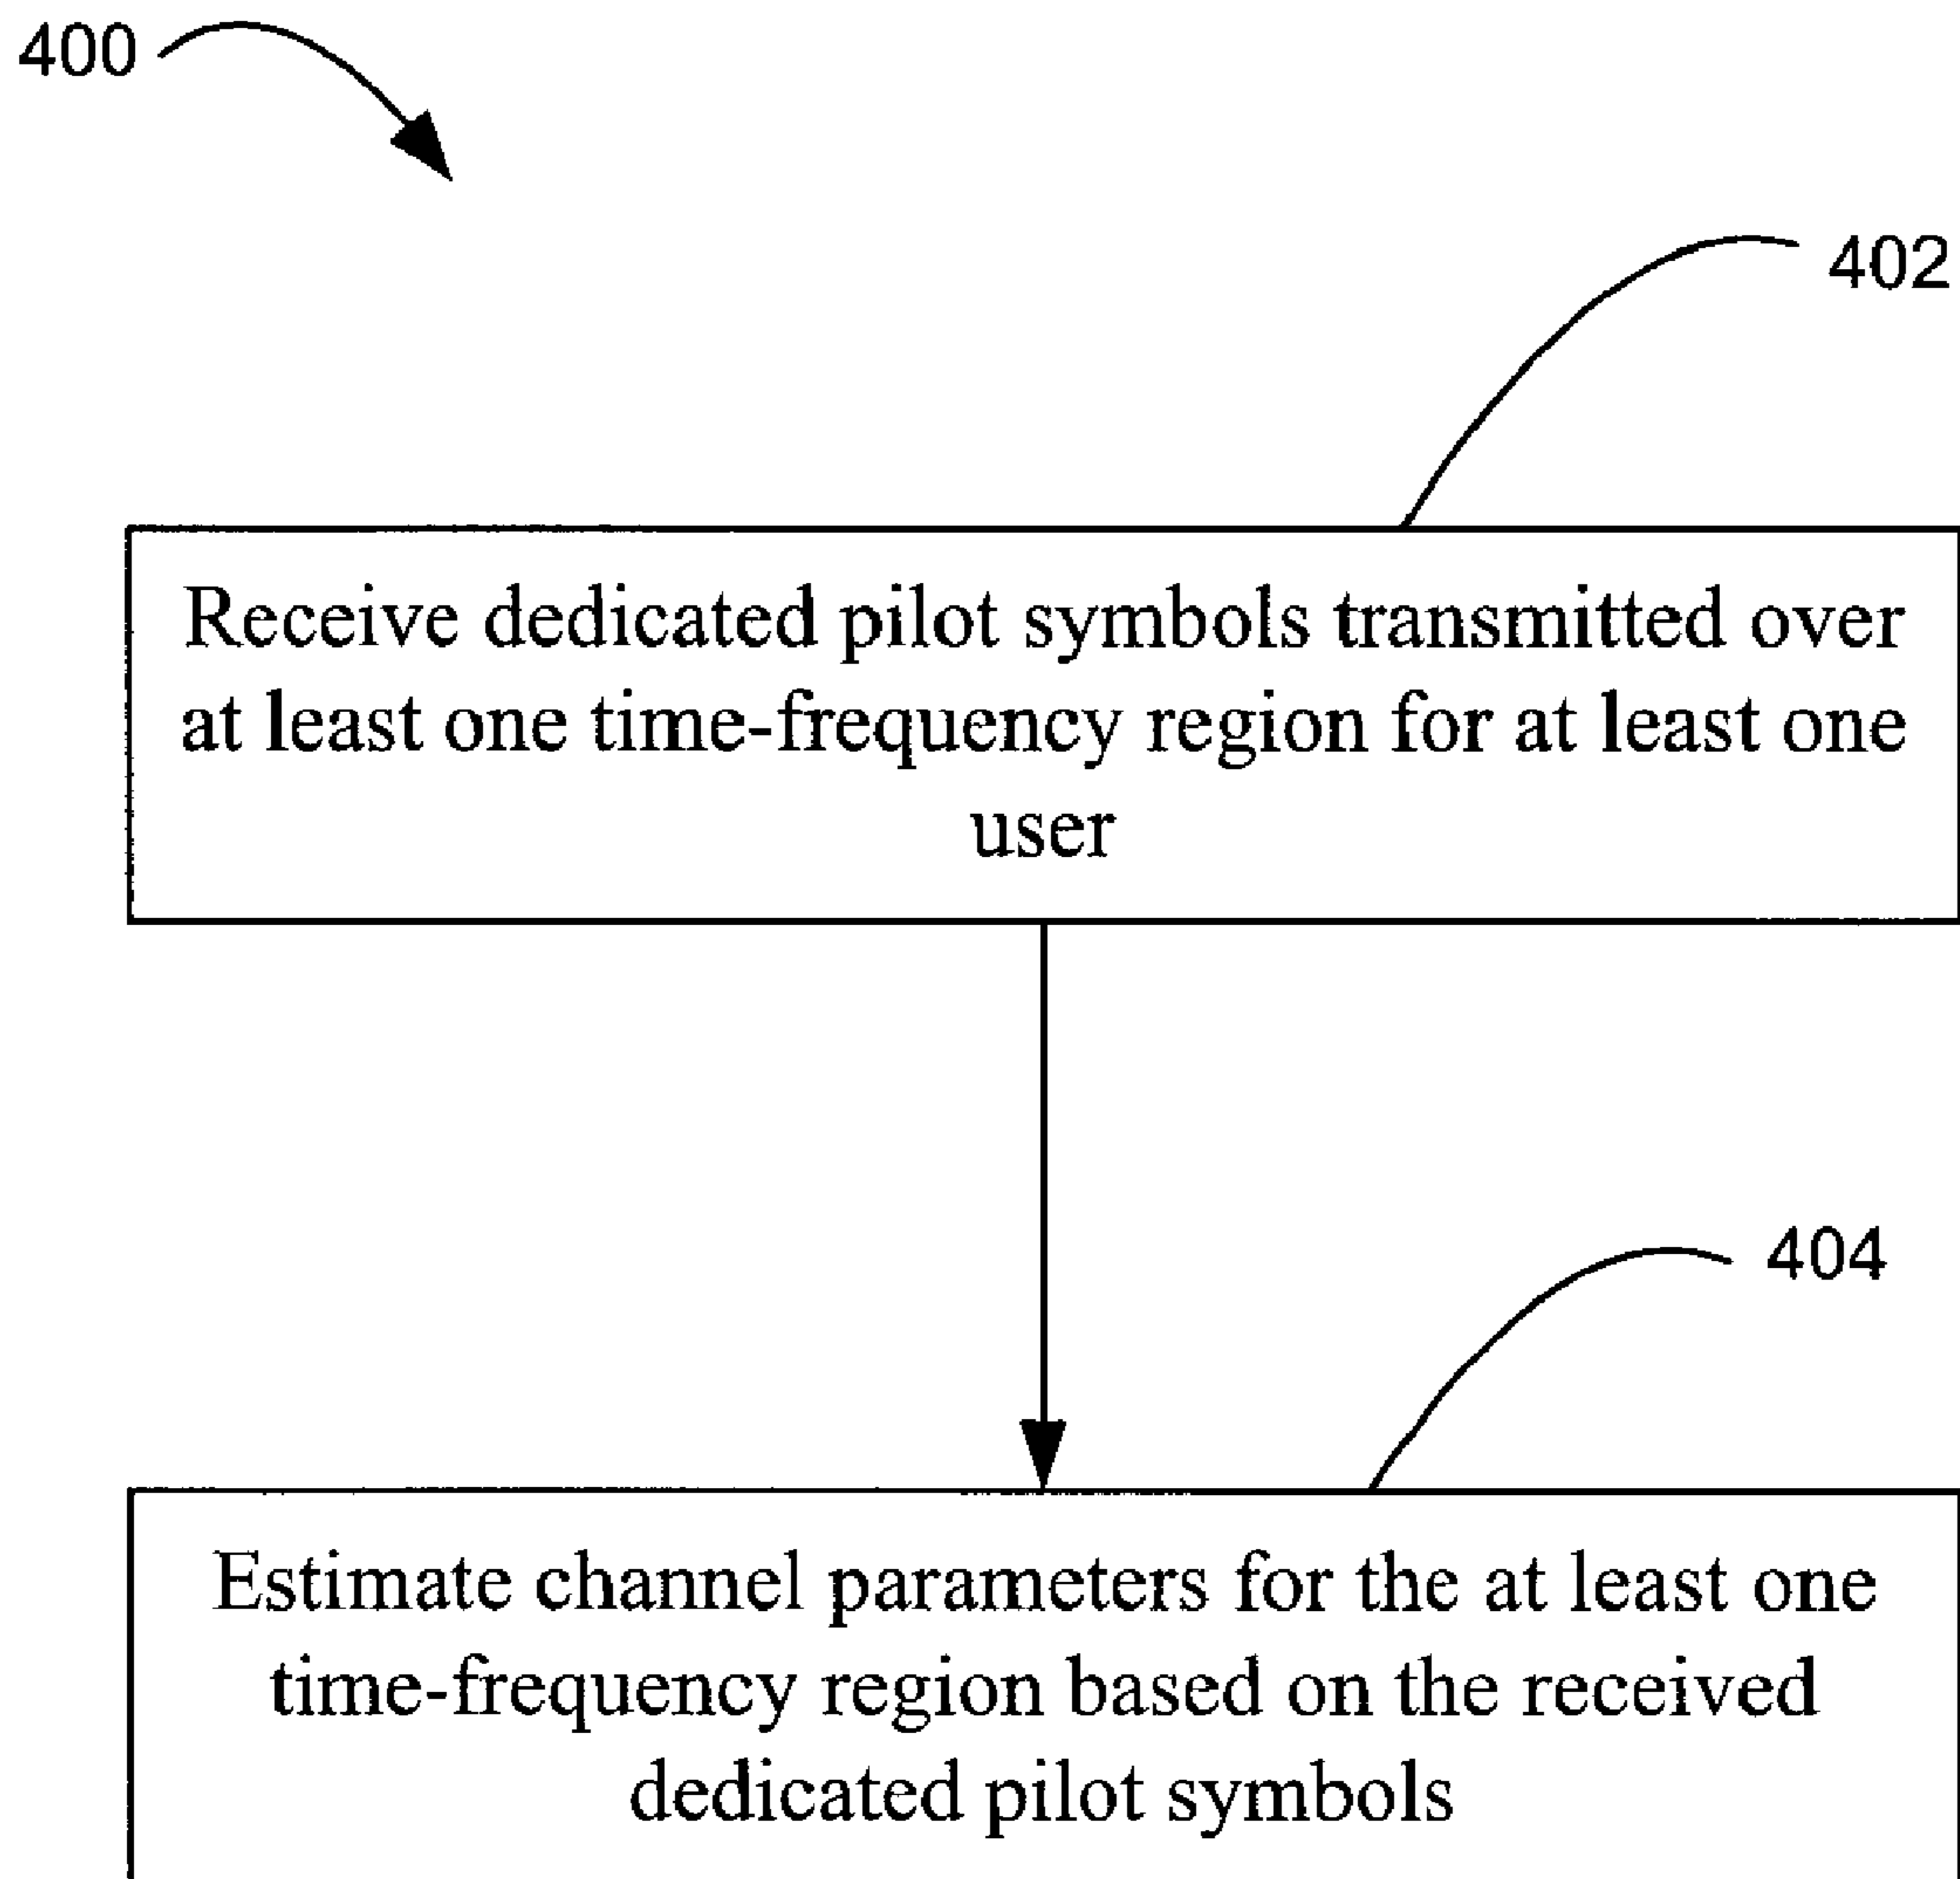 400
402
Receive dedicated pilot symbols transmitted over
at least one time-frequency region for at least one
user
404
Estimate channel parameters for the at least one
time-frequency region based on the received
dedicated pilot symbols